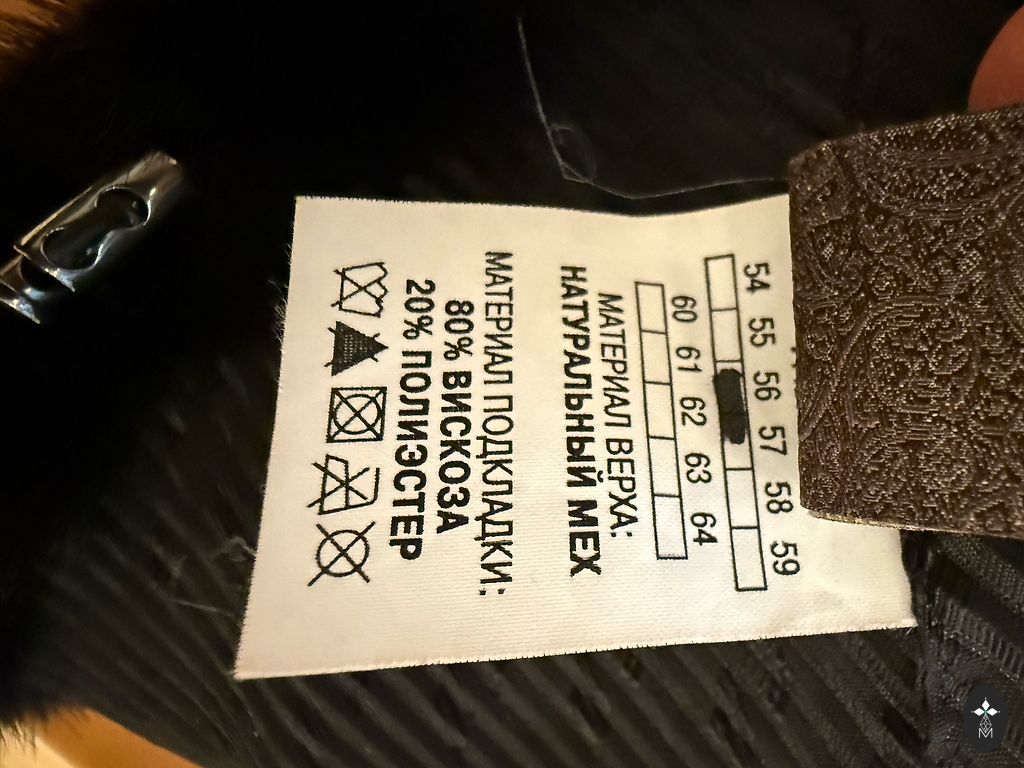 54 55 56 57 58 59
60 61 62 63 64
МАТЕРИАЛ ВЕРХА:
НАТУРАЛЬНЫЙ МЕХ
МАТЕРИАЛ ПОДКЛАДКИ:
80% ВИСКОЗА
20% ПОЛИЭСТЕР
M